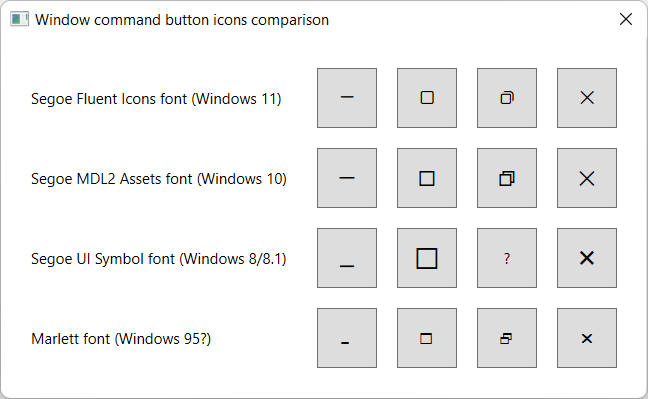 Window command button icons comparison
Segoe Fluent Icons font (Windows 11)
Segoe MDL2 Assets font (Windows 10)
Segoe UI Symbol font (Windows 8/8.1) ?
Marlett font (Windows 95?)